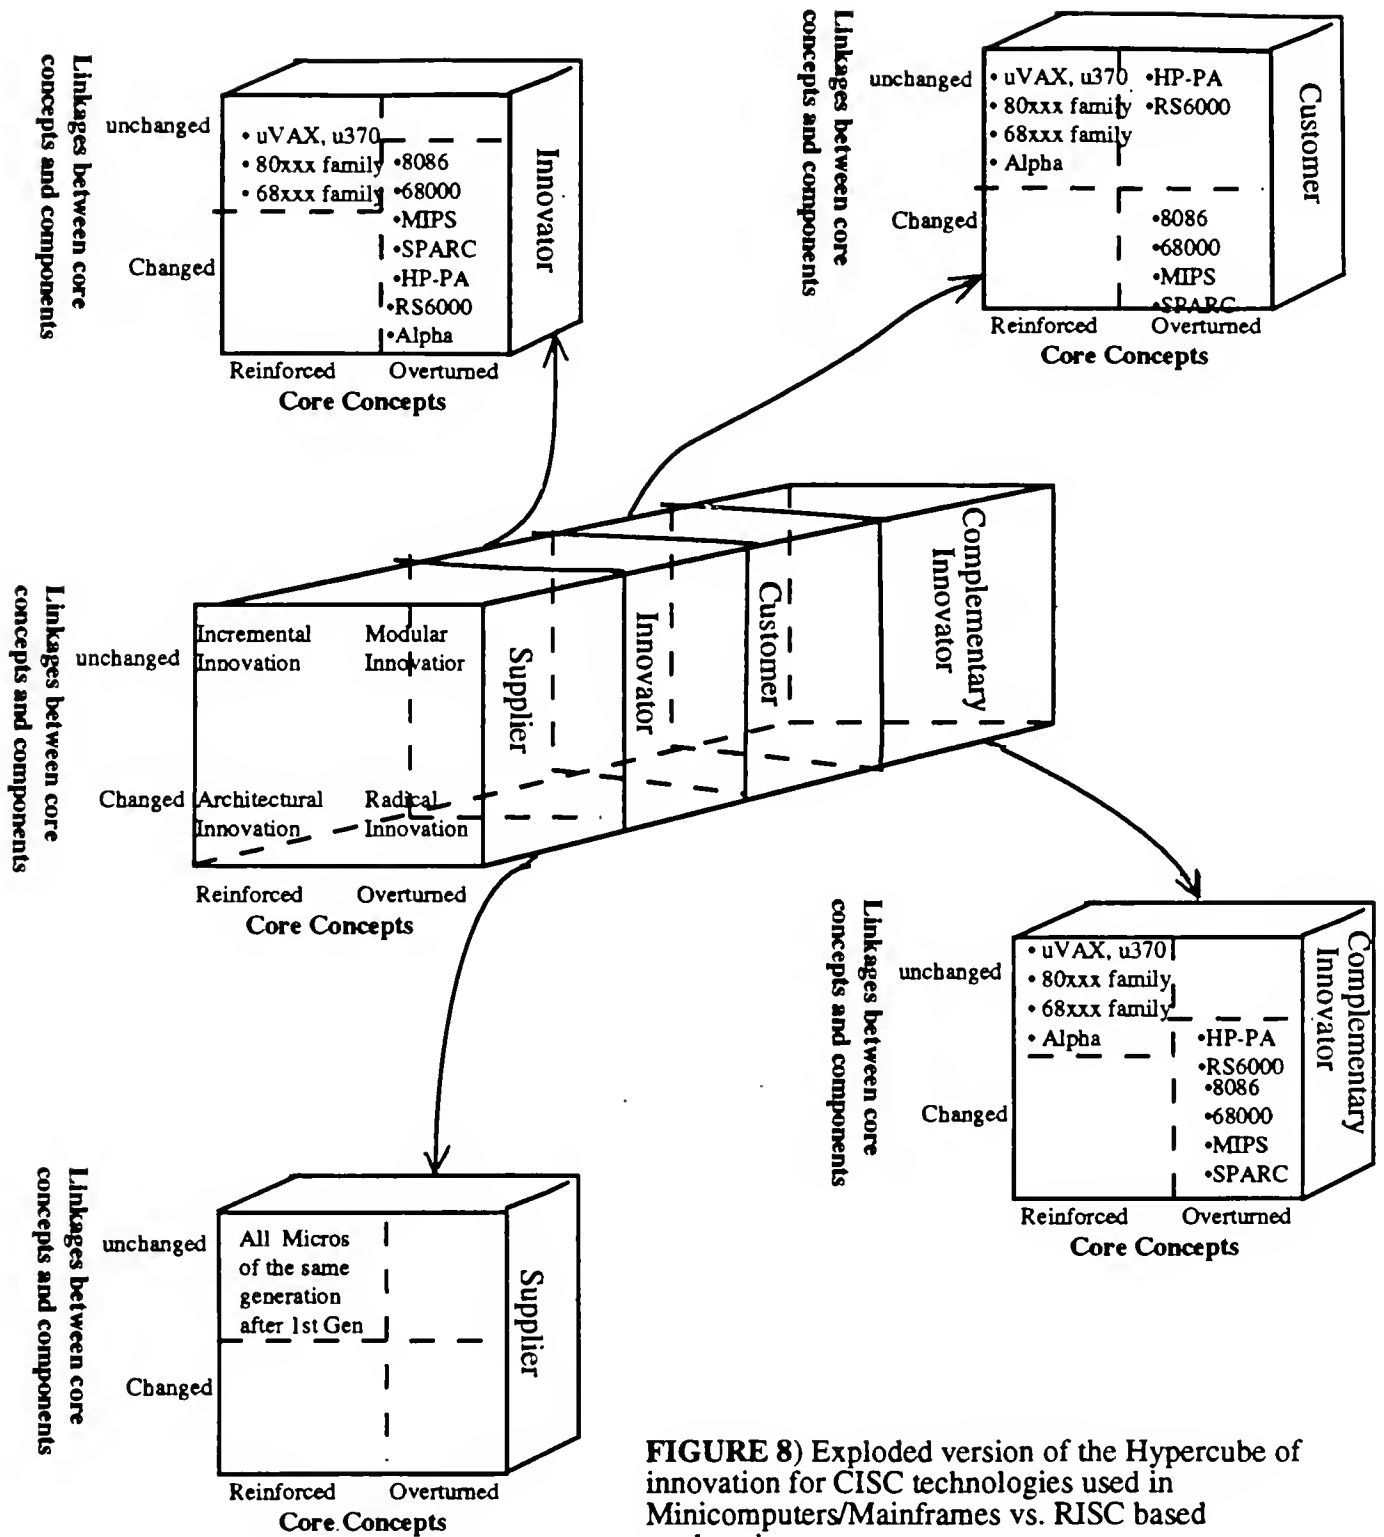 Linkages between core
concepts and components
unchanged
Changed
• uVAX, u370
• 80xxx family
• 68xxx family
•8086
•68000
•MIPS
•SPARC
•HP-PA
•RS6000
•Alpha
Innovator
Reinforced Overturned
Core Concepts
Linkages between core
concepts and components
unchanged
Changed
• uVAX, u370
• 80xxx family
• 68xxx family
• Alpha
•HP-PA
•RS6000
•8086
•68000
•MIPS
•SPARC
Customer
Reinforced Overturned
Core Concepts
Linkages between core
concepts and components
unchanged
Changed
Incremental
Innovation
Modular
Innovatior
Architectural
Innovation
Radical
Innovation
Supplier
Innovator
Customer
Complementary
Innovator
Reinforced Overturned
Core Concepts
Linkages between core
concepts and components
unchanged
Changed
• uVAX, u370
• 80xxx family
• 68xxx family
• Alpha
•HP-PA
•RS6000
•8086
•68000
•MIPS
•SPARC
Complementary
Innovator
Reinforced Overturned
Core Concepts
Linkages between core
concepts and components
unchanged
Changed
All Micros
of the same
generation
after 1st Gen
Supplier
Reinforced Overturned
Core Concepts
FIGURE 8) Exploded version of the Hypercube of
innovation for CISC technologies used in
Minicomputers/Mainframes vs. RISC based